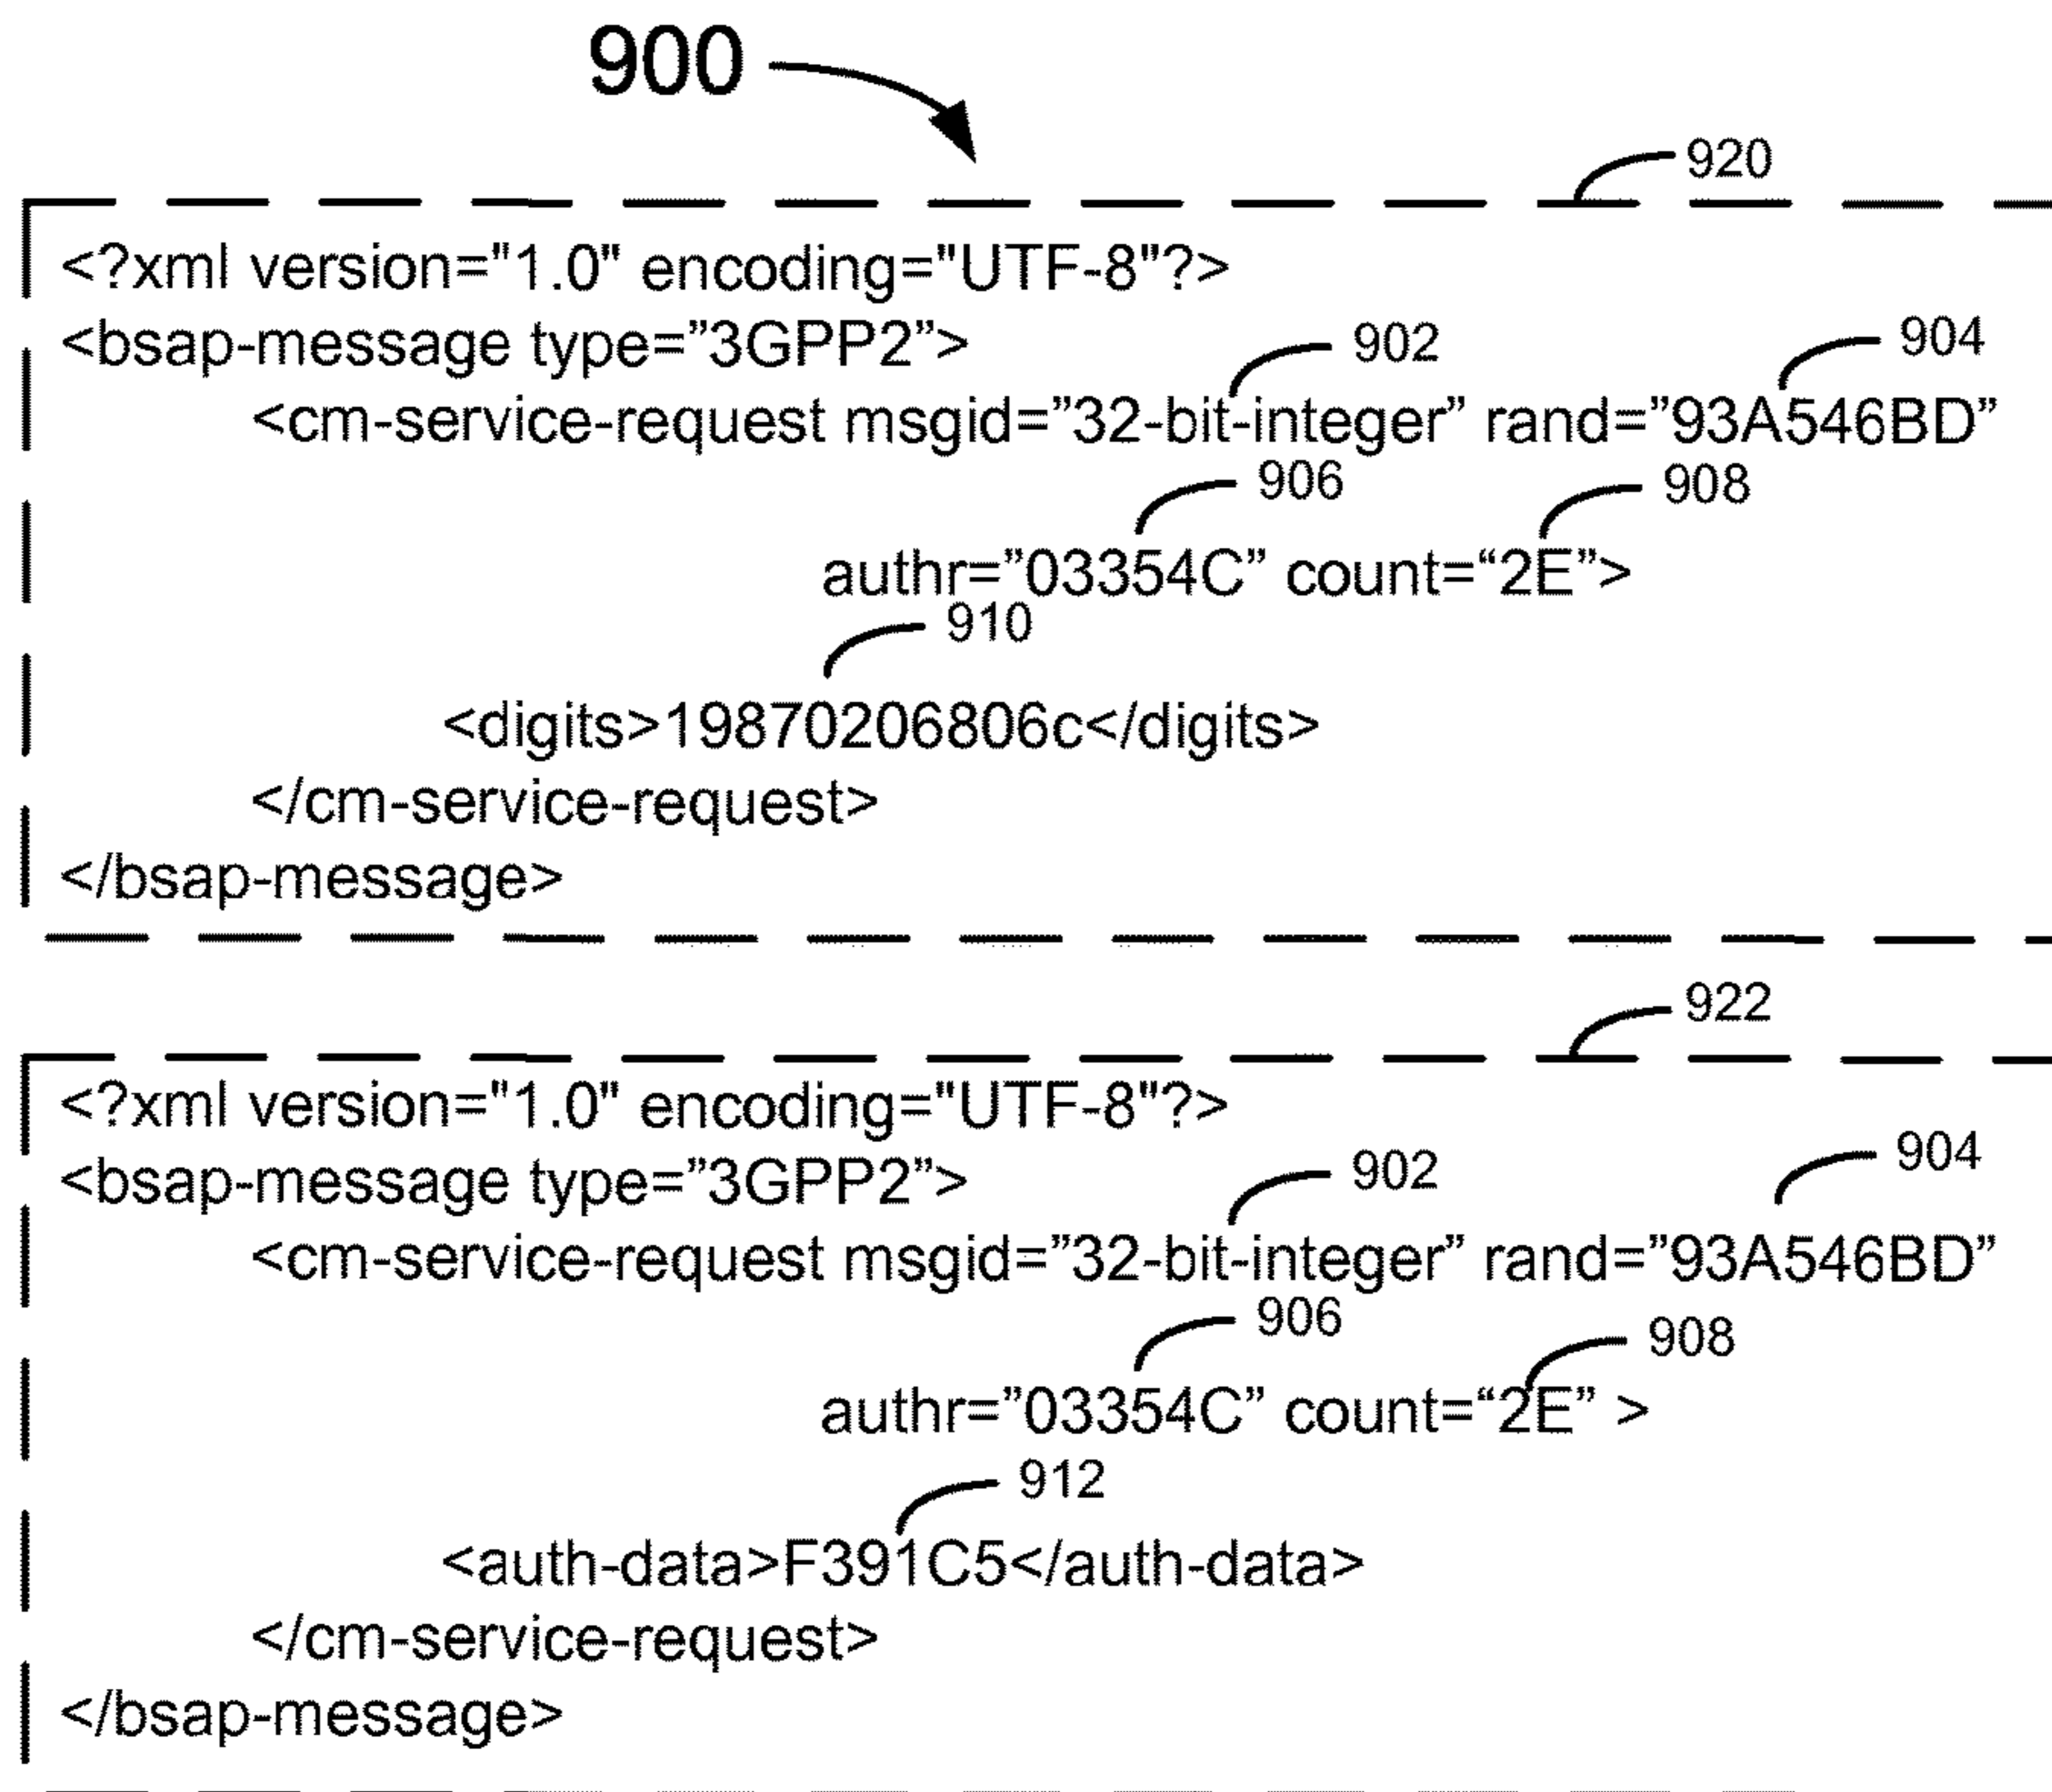 900
920
<?xml version="1.0" encoding="UTF-8"?>
<bsap-message type=”3GPP2”>
902
904
<cm-service-request msgid=”32-bit-integer” rand=”93A546BD”
906
908
authr=”03354C” count=“2E”>
910
<digits>19870206806c</digits>
</cm-service-request>
</bsap-message>
922
<?xml version="1.0" encoding="UTF-8"?>
<bsap-message type=”3GPP2”>
902
904
<cm-service-request msgid=”32-bit-integer” rand=”93A546BD”
906
908
authr=”03354C” count=“2E” >
912
<auth-data>F391C5</auth-data>
</cm-service-request>
</bsap-message>